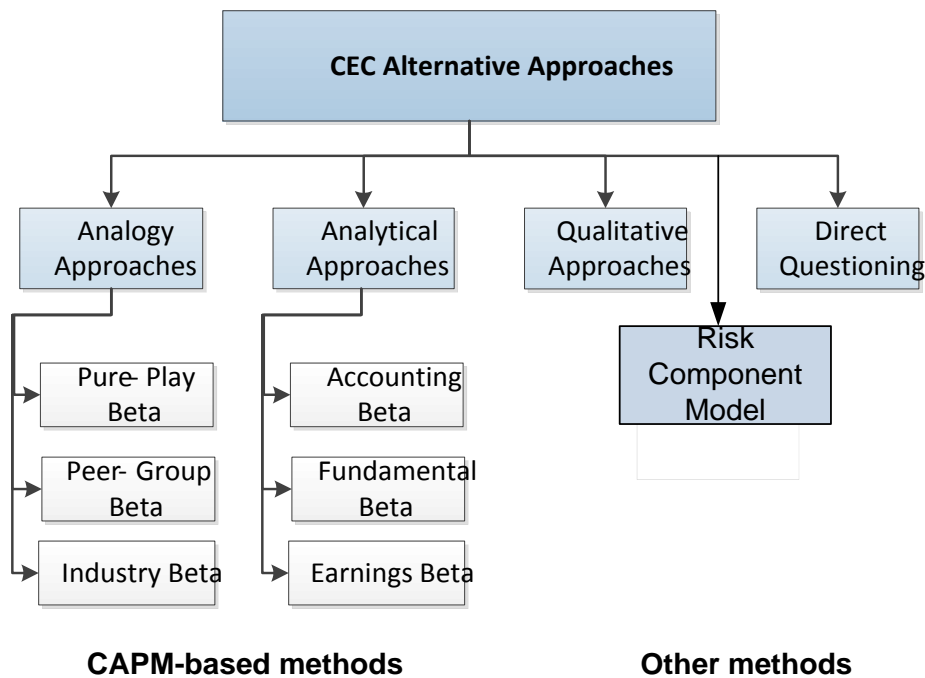 CEC Alternative Approaches
Analogy
Approaches
Analytical
Approaches
Qualitative
Approaches
Direct
Questioning
Risk
Component
Model
Pure- Play
Beta
Accounting
Beta
Peer- Group
Beta
Fundamental
Beta
Industry Beta
Earnings Beta
CAPM-based methods
Other methods